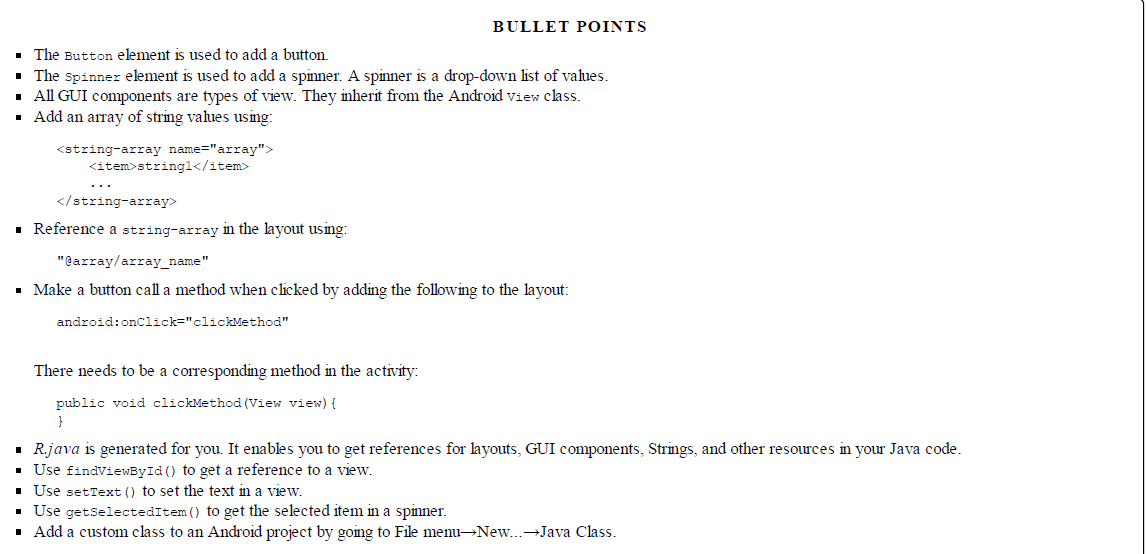 BULLET POINTS
▪ The Button element is used to add a button.
▪ The Spinner element is used to add a spinner. A spinner is a drop-down list of values.
▪ All GUI components are types of view. They inherit from the Android View class.
▪ Add an array of string values using:
<string-array name="array">
    <item>string1</item>
    ...
</string-array>
▪ Reference a string-array in the layout using:
"@array/array_name"
▪ Make a button call a method when clicked by adding the following to the layout:
android:onClick="clickMethod"
There needs to be a corresponding method in the activity:
public void clickMethod(View view){
}
▪ R.java is generated for you. It enables you to get references for layouts, GUI components, Strings, and other resources in your Java code.
▪ Use findViewById() to get a reference to a view.
▪ Use setText() to set the text in a view.
▪ Use getSelectedItem() to get the selected item in a spinner.
▪ Add a custom class to an Android project by going to File menu→New...→Java Class.